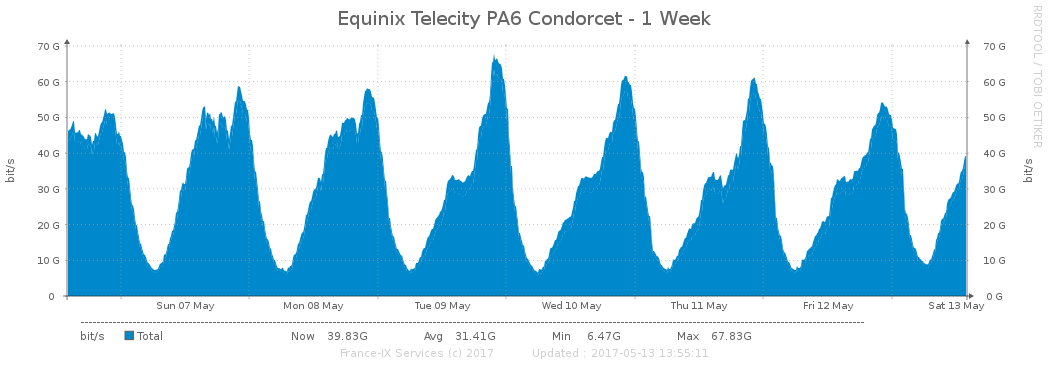 Equinix Telecity PA6 Condorcet - 1 Week
RRDTOOL / TOBI OETIKER
bit/s
70 G
60 G
50 G
40 G
30 G
20 G
10 G
0
70 G
60 G
50 G
40 G
30 G
20 G
10 G
0 G
bit/s
Sun 07 May Mon 08 May Tue 09 May Wed 10 May Thu 11 May Fri 12 May Sat 13 May
bit/s Total Now 39.83G Avg 31.41G Min 6.47G Max 67.83G
France-IX Services (c) 2017 Updated : 2017-05-13 13:55:11